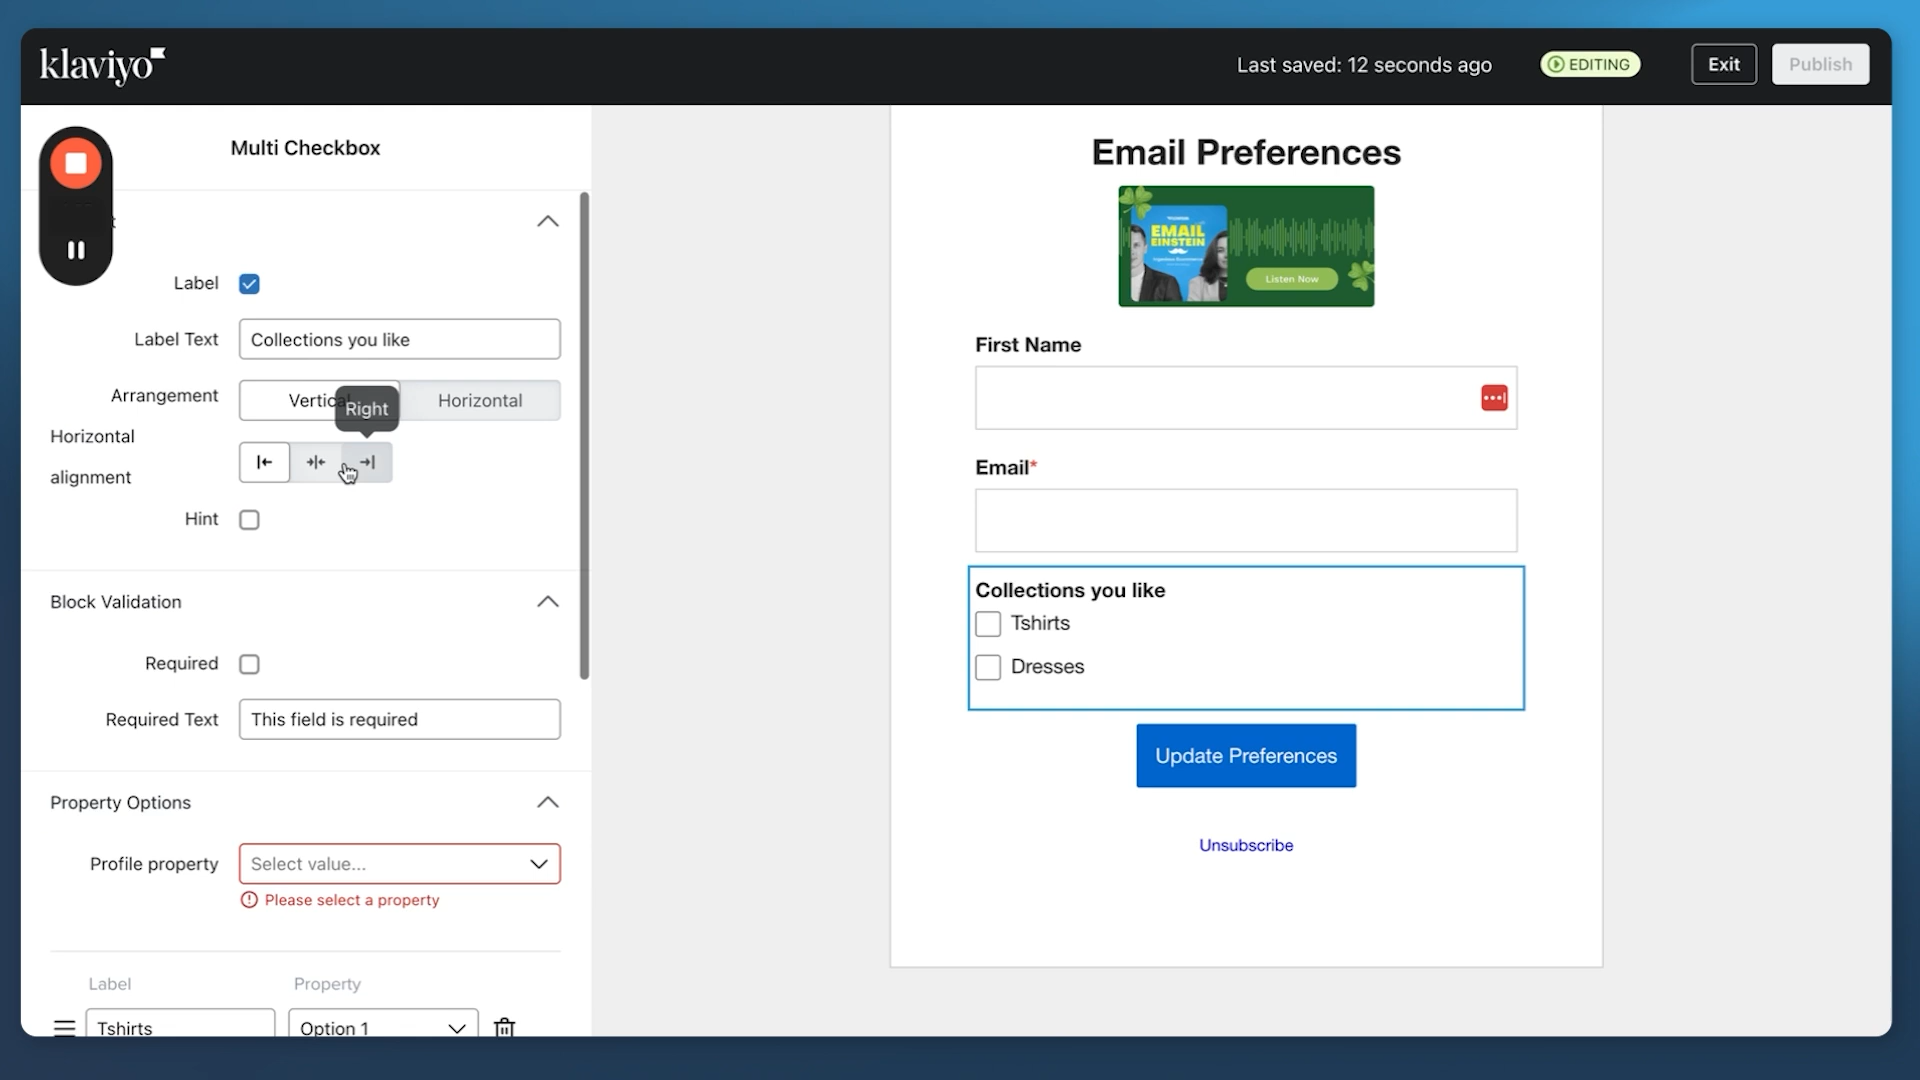 klaviyo
Last saved: 12 seconds ago
EDITING
Exit
Publish
Multi Checkbox
Label
Label Text
Collections you like
Arrangement
Vertical
Horizontal
Right
Horizontal
alignment
Hint
Block Validation
Required
Required Text
This field is required
Property Options
Profile property
Select value...
Please select a property
Label
Property
Tshirts
Option 1
Email Preferences
EMAIL
EINSTEIN
Listen Now
First Name
Email*
Collections you like
Tshirts
Dresses
Update Preferences
Unsubscribe